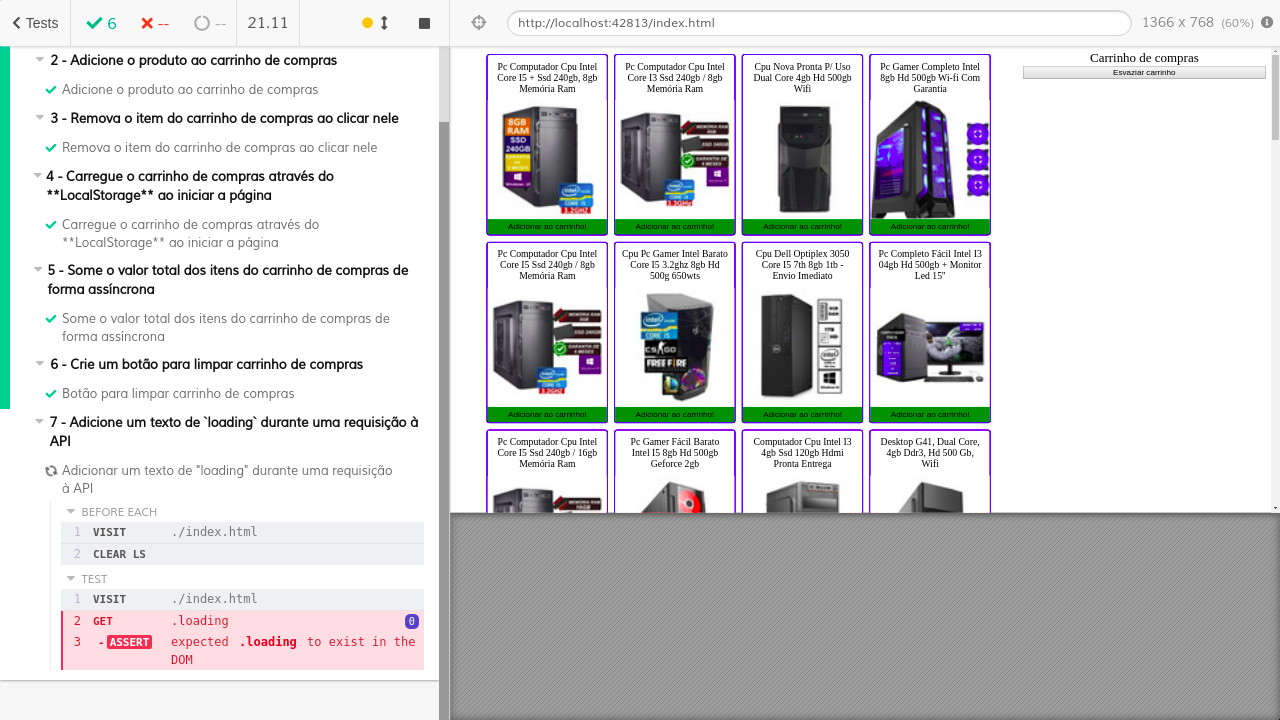 Tests
6
--
--
21.11
http://localhost:42813/index.html
1366 x 768 (60%)
2 - Adicione o produto ao carrinho de compras
Adicione o produto ao carrinho de compras
3 - Remova o item do carrinho de compras ao clicar nele
Remova o item do carrinho de compras ao clicar nele
4 - Carregue o carrinho de compras através do
**LocalStorage** ao iniciar a página
Carregue o carrinho de compras através do
**LocalStorage** ao iniciar a página
5 - Some o valor total dos itens do carrinho de compras de
forma assíncrona
Some o valor total dos itens do carrinho de compras de
forma assíncrona
6 - Crie um botão para limpar carrinho de compras
Botão para limpar carrinho de compras
7 - Adicione um texto de `loading` durante uma requisição à
API
Adicionar um texto de "loading" durante uma requisição
à API
BEFORE EACH
1 VISIT ./index.html
2 CLEAR LS
TEST
1 VISIT ./index.html
2 GET .loading 0
3 -ASSERT expected .loading to exist in the
DOM
Pc Computador Cpu Intel
Core I5 + Ssd 240gb, 8gb
Memória Ram
8GB
RAM
SSD
240GB
Adicionar ao carrinho!
Pc Computador Cpu Intel
Core I3 Ssd 240gb / 8gb
Memória Ram
Adicionar ao carrinho!
Cpu Nova Pronta P/ Uso
Dual Core 4gb Hd 500gb
Wifi
Adicionar ao carrinho!
Pc Gamer Completo Intel
8gb Hd 500gb Wi-fi Com
Garantia
Adicionar ao carrinho!
Pc Computador Cpu Intel
Core I5 Ssd 240gb / 8gb
Memória Ram
Adicionar ao carrinho!
Cpu Pc Gamer Intel Barato
Core I5 3.2ghz 8gb Hd
500g 650wts
intel
CORE i5
CS:GO
FREE FIRE
Adicionar ao carrinho!
Cpu Dell Optiplex 3050
Core I5 7th 8gb 1tb -
Envio Imediato
Adicionar ao carrinho!
Pc Completo Fácil Intel I3
04gb Hd 500gb + Monitor
Led 15''
Adicionar ao carrinho!
Pc Computador Cpu Intel
Core I5 Ssd 240gb / 16gb
Memória Ram
Pc Gamer Fácil Barato
Intel I5 8gb Hd 500gb
Geforce 2gb
Computador Cpu Intel I3
4gb Ssd 120gb Hdmi
Pronta Entrega
Desktop G41, Dual Core,
4gb Ddr3, Hd 500 Gb,
Wifi
Carrinho de compras
Esvaziar carrinho